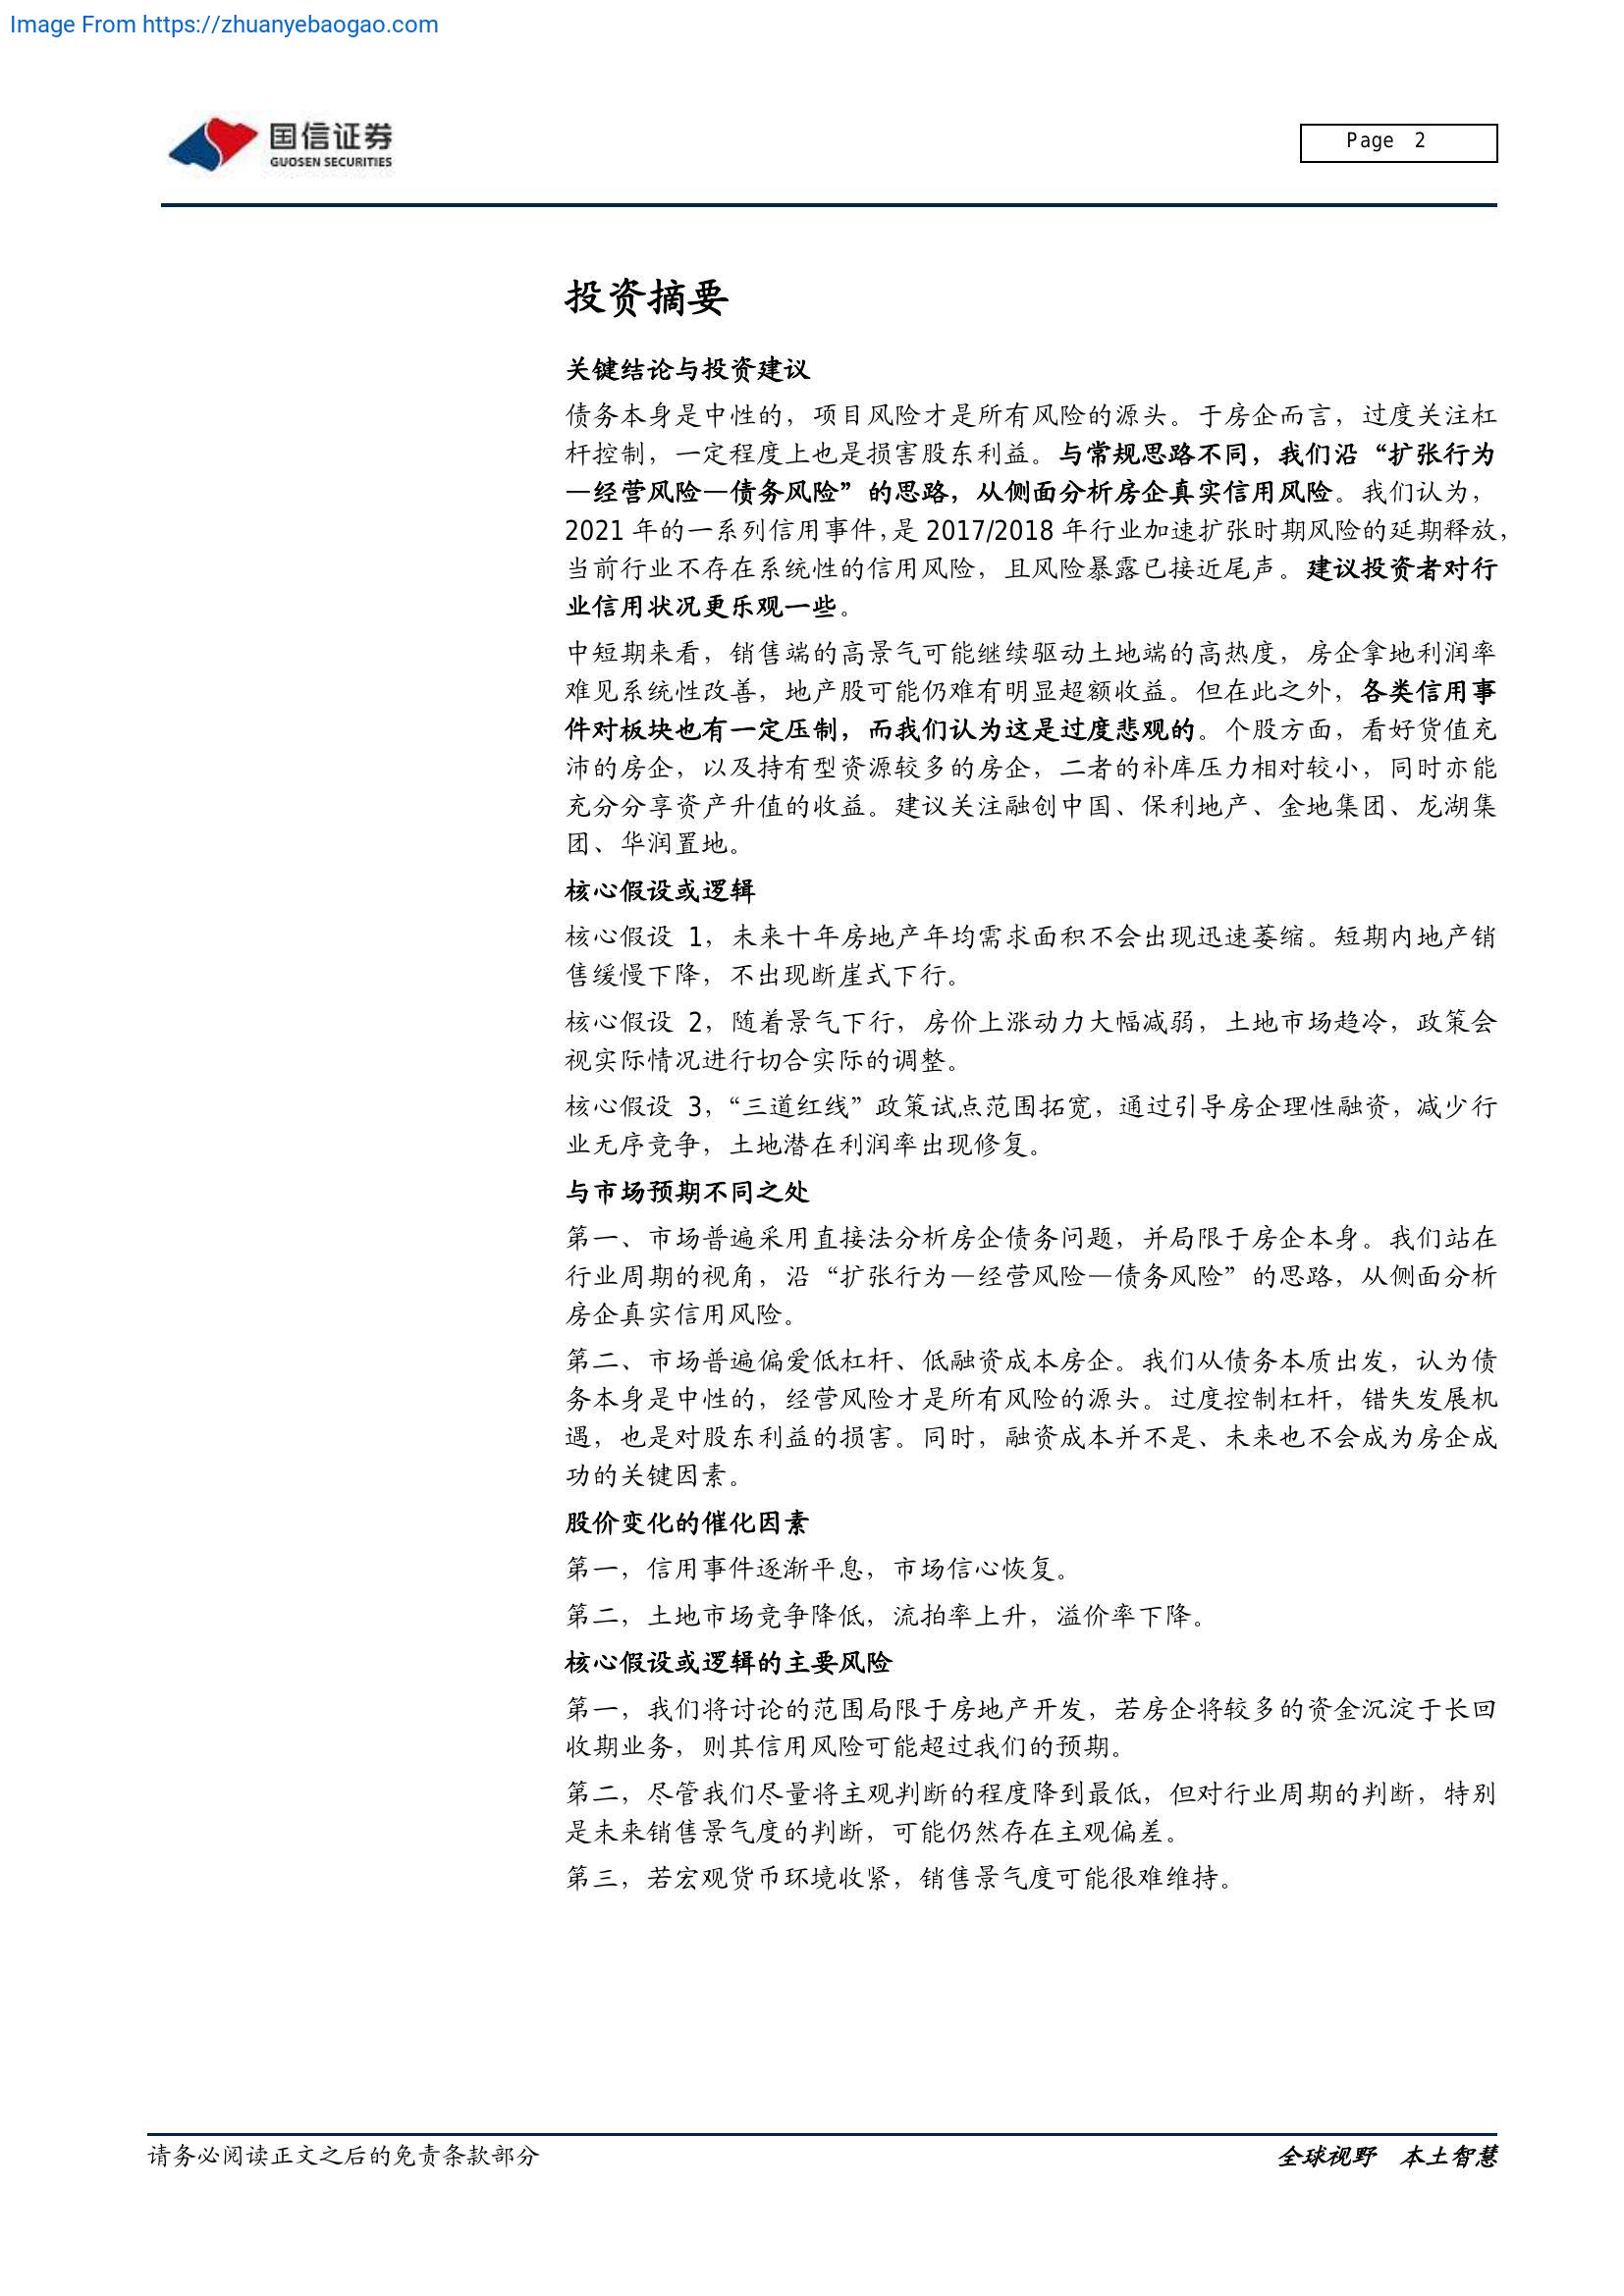 Image From https://zhuanyebaogao.com
国信证券
GUOSEN SECURITIES
Page 2
投资摘要
关键结论与投资建议
债务本身是中性的，项目风险才是所有风险的源头。于房企而言，过度关注杠
杆控制，一定程度上也是损害股东利益。与常规思路不同，我们沿“扩张行为
—经营风险—债务风险”的思路，从侧面分析房企真实信用风险。我们认为，
2021 年的一系列信用事件，是 2017/2018 年行业加速扩张时期风险的延期释放，
当前行业不存在系统性的信用风险，且风险暴露已接近尾声。建议投资者对行
业信用状况更乐观一些。
中短期来看，销售端的高景气可能继续驱动土地端的高热度，房企拿地利润率
难见系统性改善，地产股可能仍难有明显超额收益。但在此之外，各类信用事
件对板块也有一定压制，而我们认为这是过度悲观的。个股方面，看好货值充
沛的房企，以及持有型资源较多的房企，二者的补库压力相对较小，同时亦能
充分分享资产升值的收益。建议关注融创中国、保利地产、金地集团、龙湖集
团、华润置地。
核心假设或逻辑
核心假设 1，未来十年房地产年均需求面积不会出现迅速萎缩。短期内地产销
售缓慢下降，不出现断崖式下行。
核心假设 2，随着景气下行，房价上涨动力大幅减弱，土地市场趋冷，政策会
视实际情况进行切合实际的调整。
核心假设 3，“三道红线”政策试点范围拓宽，通过引导房企理性融资，减少行
业无序竞争，土地潜在利润率出现修复。
与市场预期不同之处
第一、市场普遍采用直接法分析房企债务问题，并局限于房企本身。我们站在
行业周期的视角，沿“扩张行为—经营风险—债务风险”的思路，从侧面分析
房企真实信用风险。
第二、市场普遍偏爱低杠杆、低融资成本房企。我们从债务本质出发，认为债
务本身是中性的，经营风险才是所有风险的源头。过度控制杠杆，错失发展机
遇，也是对股东利益的损害。同时，融资成本并不是、未来也不会成为房企成
功的关键因素。
股价变化的催化因素
第一，信用事件逐渐平息，市场信心恢复。
第二，土地市场竞争降低，流拍率上升，溢价率下降。
核心假设或逻辑的主要风险
第一，我们将讨论的范围局限于房地产开发，若房企将较多的资金沉淀于长回
收期业务，则其信用风险可能超过我们的预期。
第二，尽管我们尽量将主观判断的程度降到最低，但对行业周期的判断，特别
是未来销售景气度的判断，可能仍然存在主观偏差。
第三，若宏观货币环境收紧，销售景气度可能很难维持。
请务必阅读正文之后的免责条款部分
全球视野 本土智慧